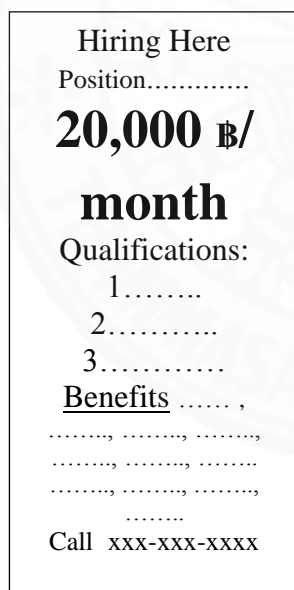 Hiring Here
Position.............
20,000 ฿/
month
Qualifications:
1........
2...........
3............
Benefits ...... ,
........, ........, ........,
........, ........, ........
........, ........, ........,
........
Call xxx-xxx-xxxx